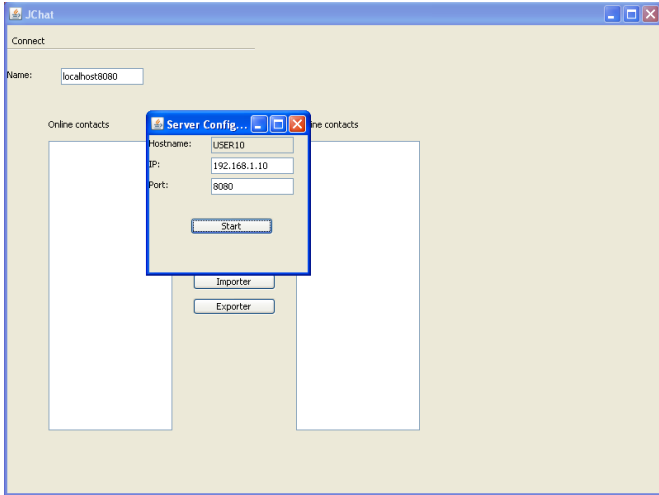 JChat
Connect
Name: localhost8080
Online contacts
ine contacts
Server Config...
Hostname: USER10
IP: 192.168.1.10
Port: 8080
Start
Importer
Exporter